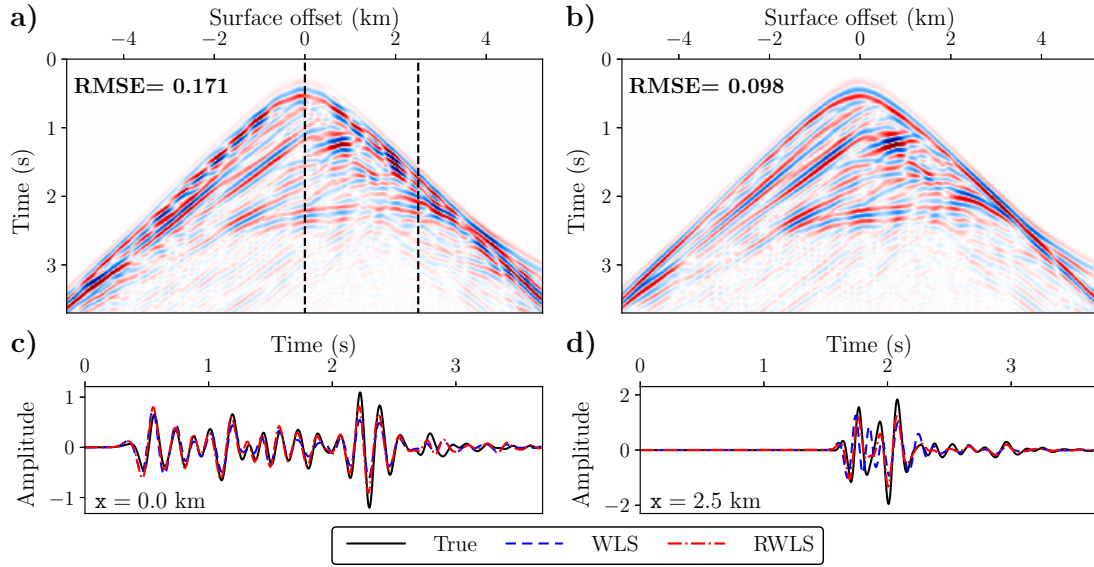 a)
Surface offset (km)
−4 −2 0 2 4
0
1
2
3
Time (s)
RMSE= 0.171
b)
Surface offset (km)
−4 −2 0 2 4
0
1
2
3
Time (s)
RMSE= 0.098
c)
Time (s)
0 1 2 3
1
0
−1
Amplitude
x = 0.0 km
d)
Time (s)
0 1 2 3
2
0
−2
Amplitude
x = 2.5 km
True WLS RWLS